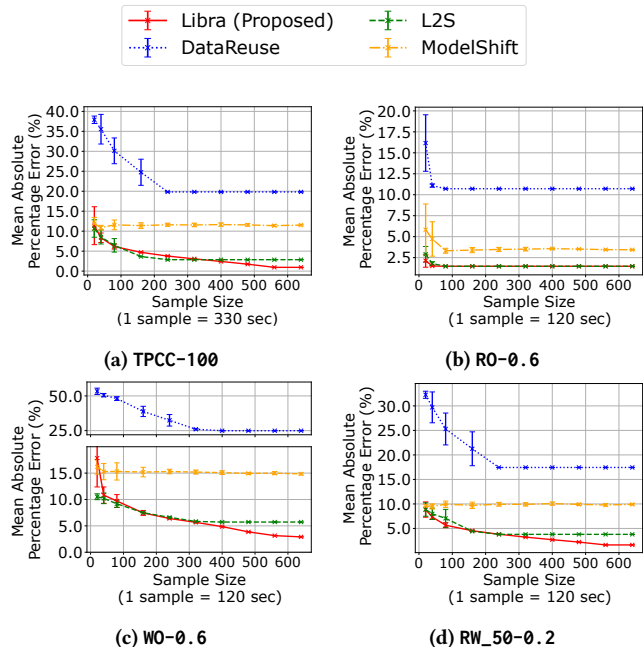 Libra (Proposed)
L2S
DataReuse
ModelShift
Mean Absolute
Percentage Error (%)
40.0
35.0
30.0
25.0
20.0
15.0
10.0
5.0
0.0
0 100 200 300 400 500 600
Sample Size
(1 sample = 330 sec)
(a) TPCC-100
Mean Absolute
Percentage Error (%)
20.0
17.5
15.0
12.5
10.0
7.5
5.0
2.5
0 100 200 300 400 500 600
Sample Size
(1 sample = 120 sec)
(b) RO-0.6
Mean Absolute
Percentage Error (%)
50.0
25.0
15.0
10.0
5.0
0.0
0 100 200 300 400 500 600
Sample Size
(1 sample = 120 sec)
(c) WO-0.6
Mean Absolute
Percentage Error (%)
30.0
25.0
20.0
15.0
10.0
5.0
0 100 200 300 400 500 600
Sample Size
(1 sample = 120 sec)
(d) RW_50-0.2